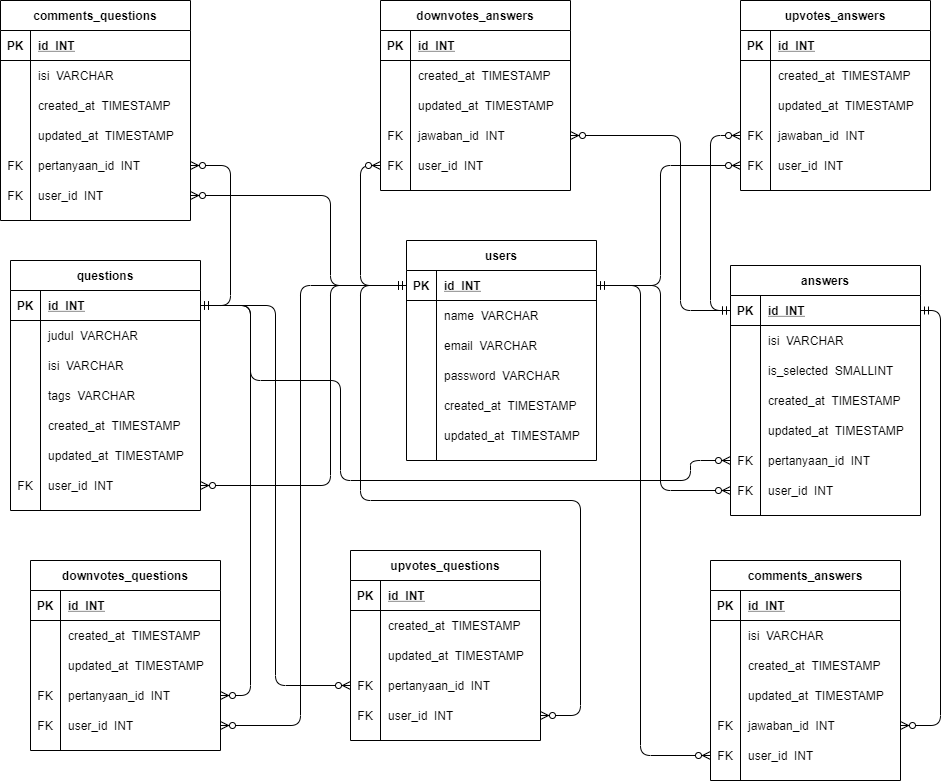 comments_questions
PK id INT
isi VARCHAR
created_at TIMESTAMP
updated_at TIMESTAMP
FK pertanyaan_id INT
FK user_id INT
downvotes_answers
PK id INT
created_at TIMESTAMP
updated_at TIMESTAMP
FK jawaban_id INT
FK user_id INT
upvotes_answers
PK id INT
created_at TIMESTAMP
updated_at TIMESTAMP
FK jawaban_id INT
FK user_id INT
questions
PK id INT
judul VARCHAR
isi VARCHAR
tags VARCHAR
created_at TIMESTAMP
updated_at TIMESTAMP
FK user_id INT
users
PK id INT
name VARCHAR
email VARCHAR
password VARCHAR
created_at TIMESTAMP
updated_at TIMESTAMP
answers
PK id INT
isi VARCHAR
is_selected SMALLINT
created_at TIMESTAMP
updated_at TIMESTAMP
FK pertanyaan_id INT
FK user_id INT
downvotes_questions
PK id INT
created_at TIMESTAMP
updated_at TIMESTAMP
FK pertanyaan_id INT
FK user_id INT
upvotes_questions
PK id INT
created_at TIMESTAMP
updated_at TIMESTAMP
FK pertanyaan_id INT
FK user_id INT
comments_answers
PK id INT
isi VARCHAR
created_at TIMESTAMP
updated_at TIMESTAMP
FK jawaban_id INT
FK user_id INT